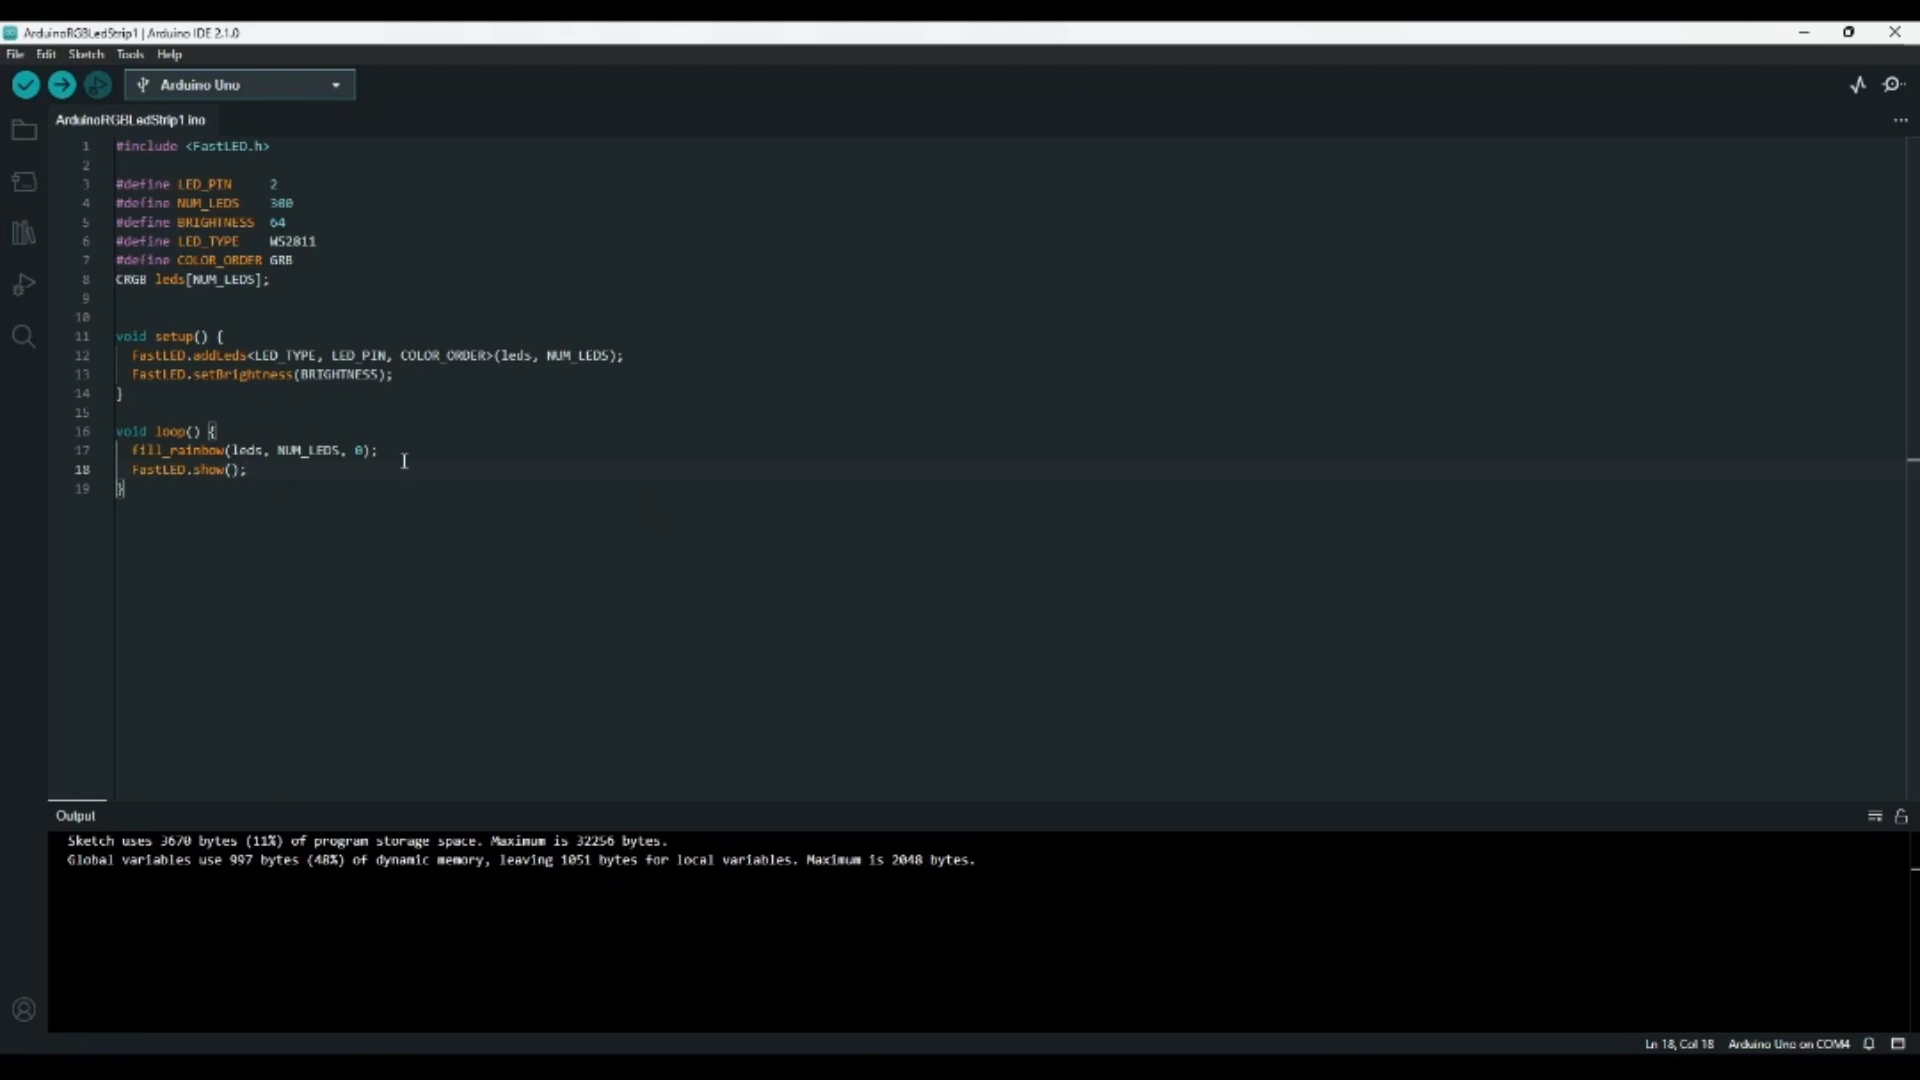 ArduinoRGBLedStrip1 | Arduino IDE 2.1.0
File Edit Sketch Tools Help
Arduino Uno
ArduinoRGBLedStrip1.ino
1 #include <FastLED.h>
2
3 #define LED_PIN 2
4 #define NUM_LEDS 300
5 #define BRIGHTNESS 64
6 #define LED_TYPE WS2811
7 #define COLOR_ORDER GRB
8 CRGB leds[NUM_LEDS];
9
10
11 void setup() {
12 FastLED.addLeds<LED_TYPE, LED_PIN, COLOR_ORDER>(leds, NUM_LEDS);
13 FastLED.setBrightness(BRIGHTNESS);
14 }
15
16 void loop() {
17 fill_rainbow(leds, NUM_LEDS, 0);
18 FastLED.show();
19 }
Output
Sketch uses 3670 bytes (11%) of program storage space. Maximum is 32256 bytes.
Global variables use 997 bytes (48%) of dynamic memory, leaving 1051 bytes for local variables. Maximum is 2048 bytes.
Ln 18, Col 18 Arduino Uno on COM4